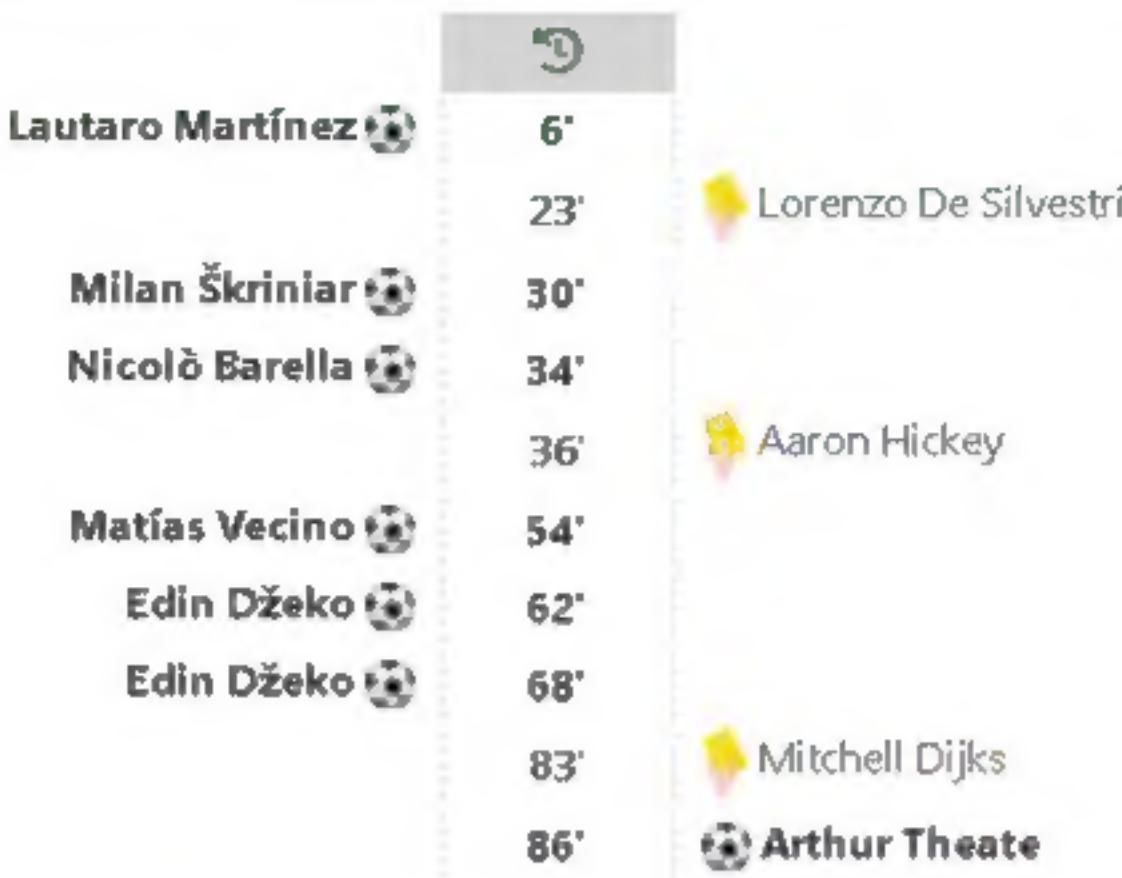 Lautaro Martínez 6'
23' Lorenzo De Silvestri
Milan Škriniar 30'
Nicolò Barella 34'
36' Aaron Hickey
Matías Vecino 54'
Edin Džeko 62'
Edin Džeko 68'
83' Mitchell Dijks
86' Arthur Theate